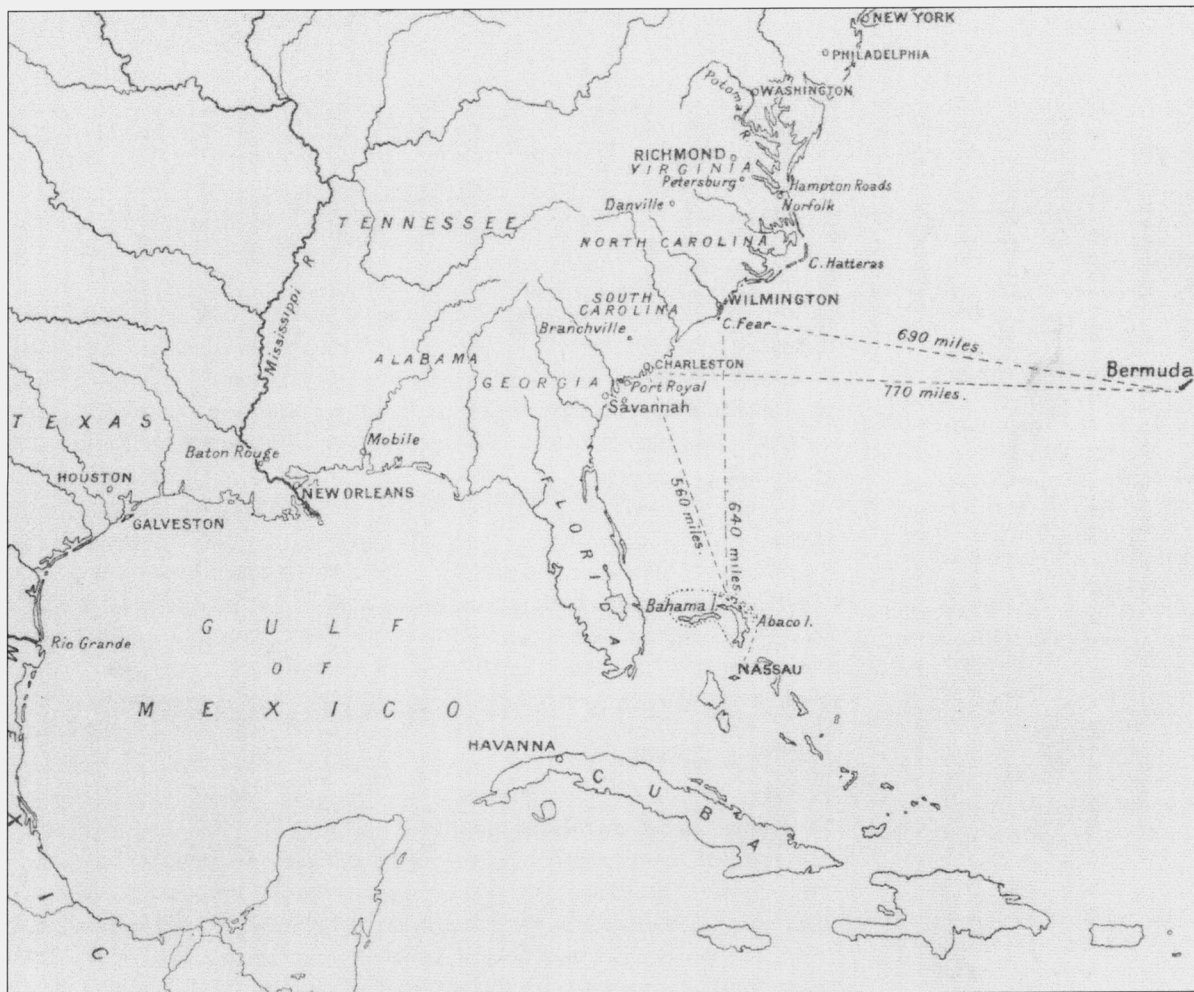 NEW YORK
PHILADELPHIA
Potomac R
WASHINGTON
RICHMOND
VIRGINIA
Petersburg
Hampton Roads
Danville
Norfolk
TENNESSEE
NORTH CAROLINA
C. Hatteras
Mississippi R
SOUTH
CAROLINA
WILMINGTON
C. Fear
Branchville
690 miles.
ALABAMA
CHARLESTON
GEORGIA
Port Royal
Bermuda
770 miles.
Savannah
TEXAS
Mobile
Baton Rouge
HOUSTON
NEW ORLEANS
GALVESTON
FLORIDA
560 miles.
640 miles.
Bahama I.
Abaco I.
GULF
OF
MEXICO
Rio Grande
NASSAU
HAVANNA
CUBA
MEXIC